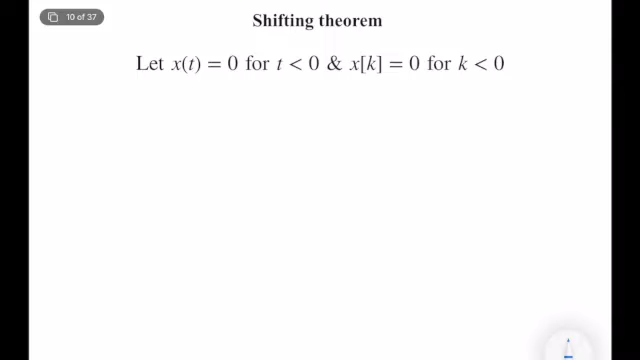 10 of 37
Shifting theorem
Let x(t) = 0 for t < 0 & x[k] = 0 for k < 0